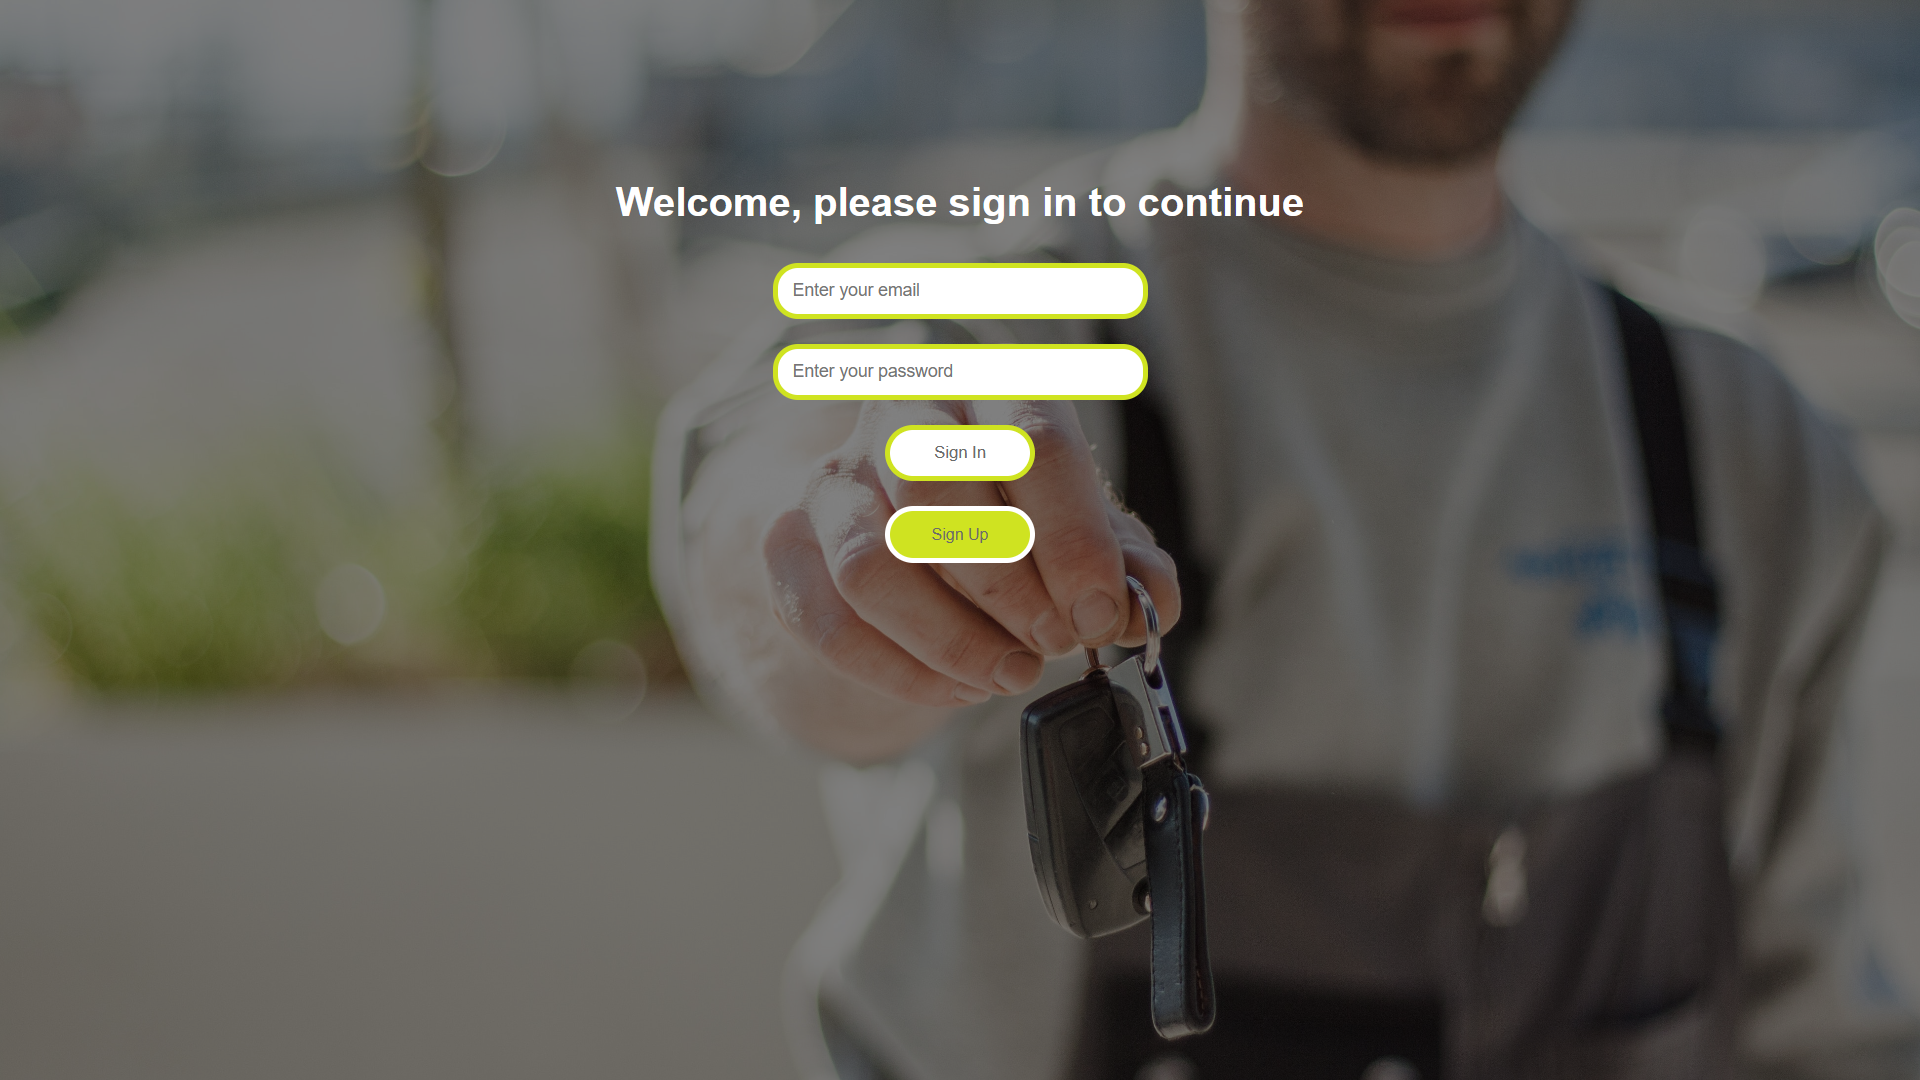 Welcome, please sign in to continue
Enter your email
Enter your password
Sign In
Sign Up